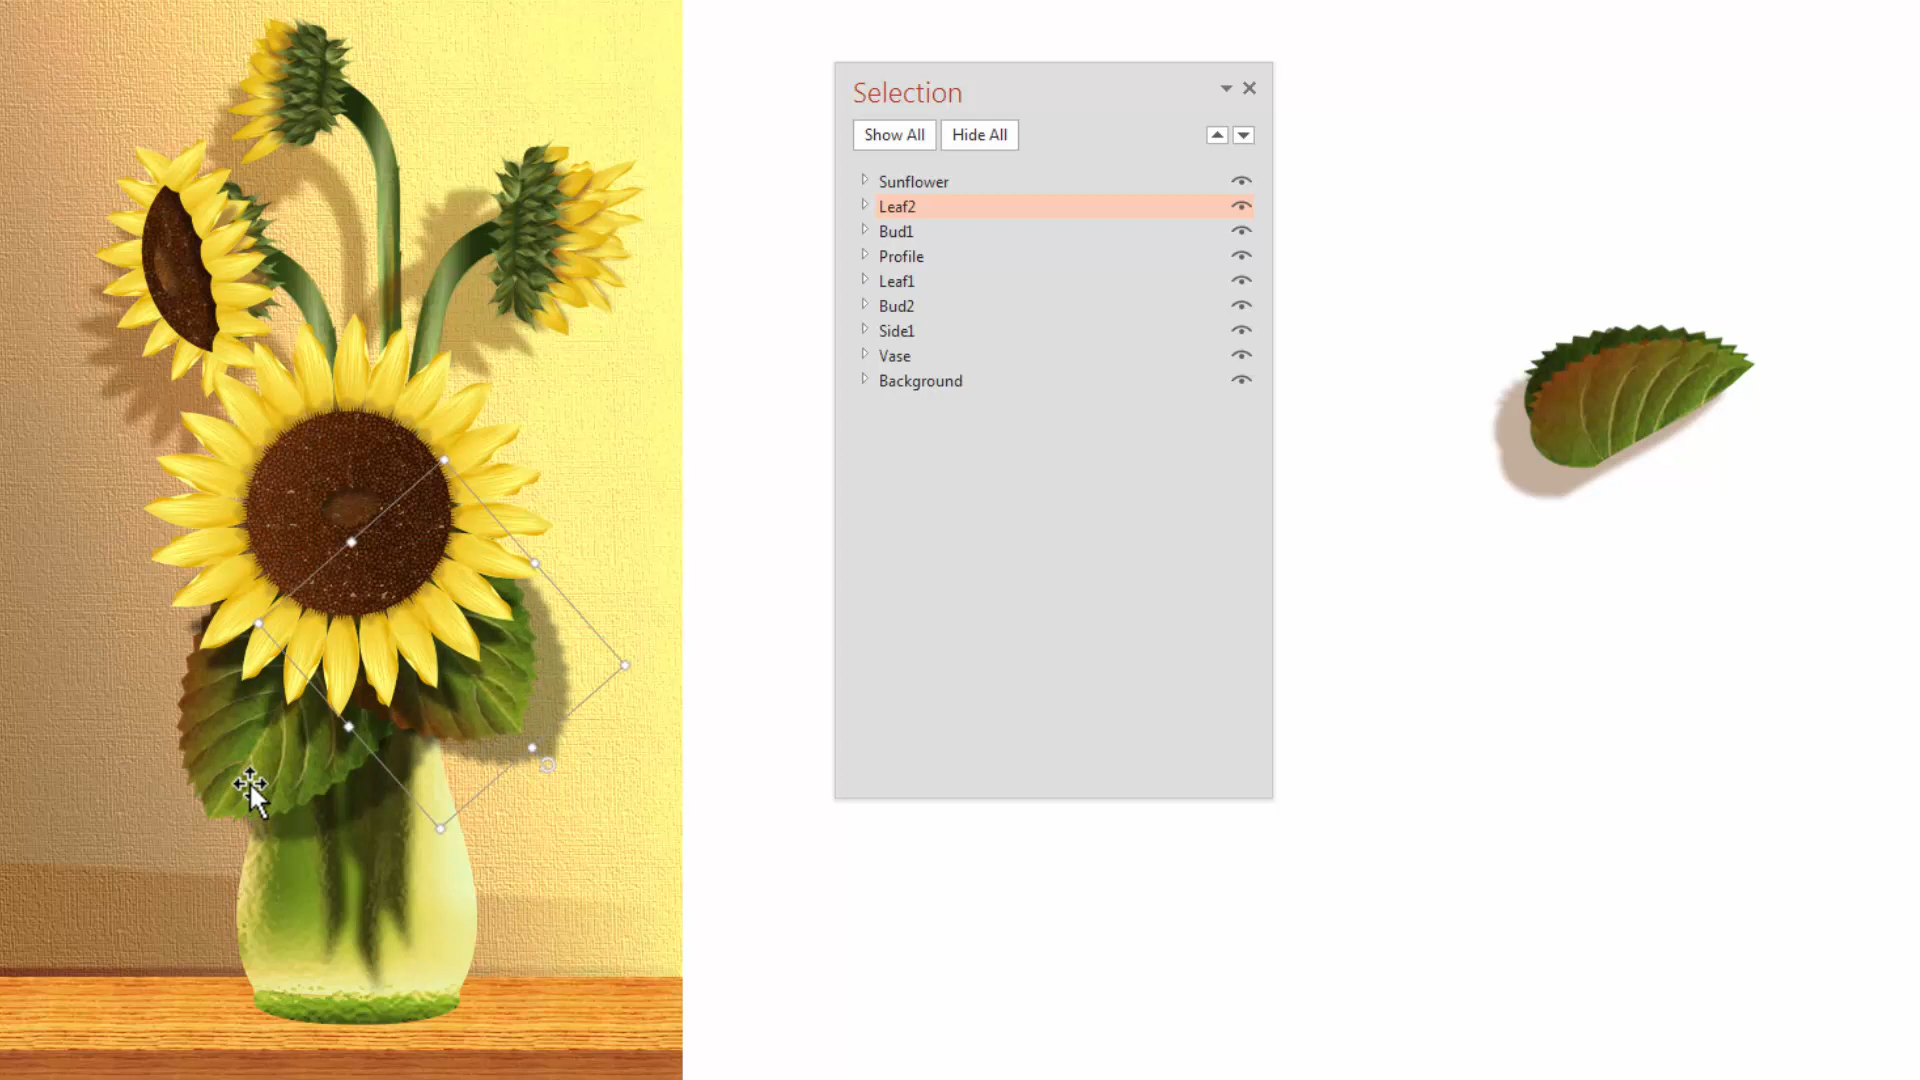 Selection
Show All Hide All
Sunflower
Leaf2
Bud1
Profile
Leaf1
Bud2
Side1
Vase
Background